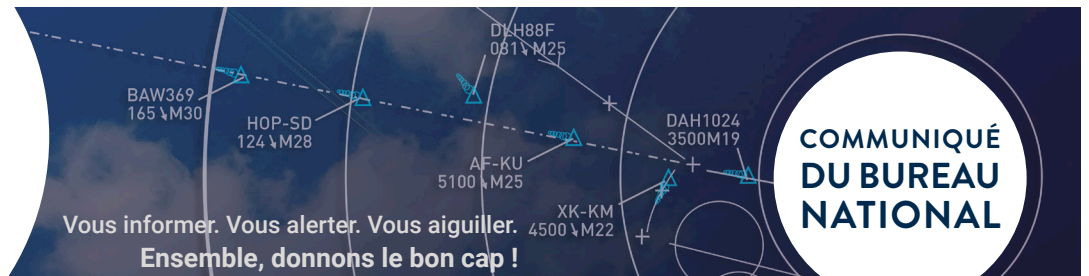 DLH88F
081↘M25
BAW369
165↘M30
HOP-SD
124↘M28
AF-KU
5100↘M25
DAH1024
3500M19
XK-KM
4500↘M22
Vous informer. Vous alerter. Vous aiguiller.
Ensemble, donnons le bon cap !
COMMUNIQUÉ
DU BUREAU
NATIONAL